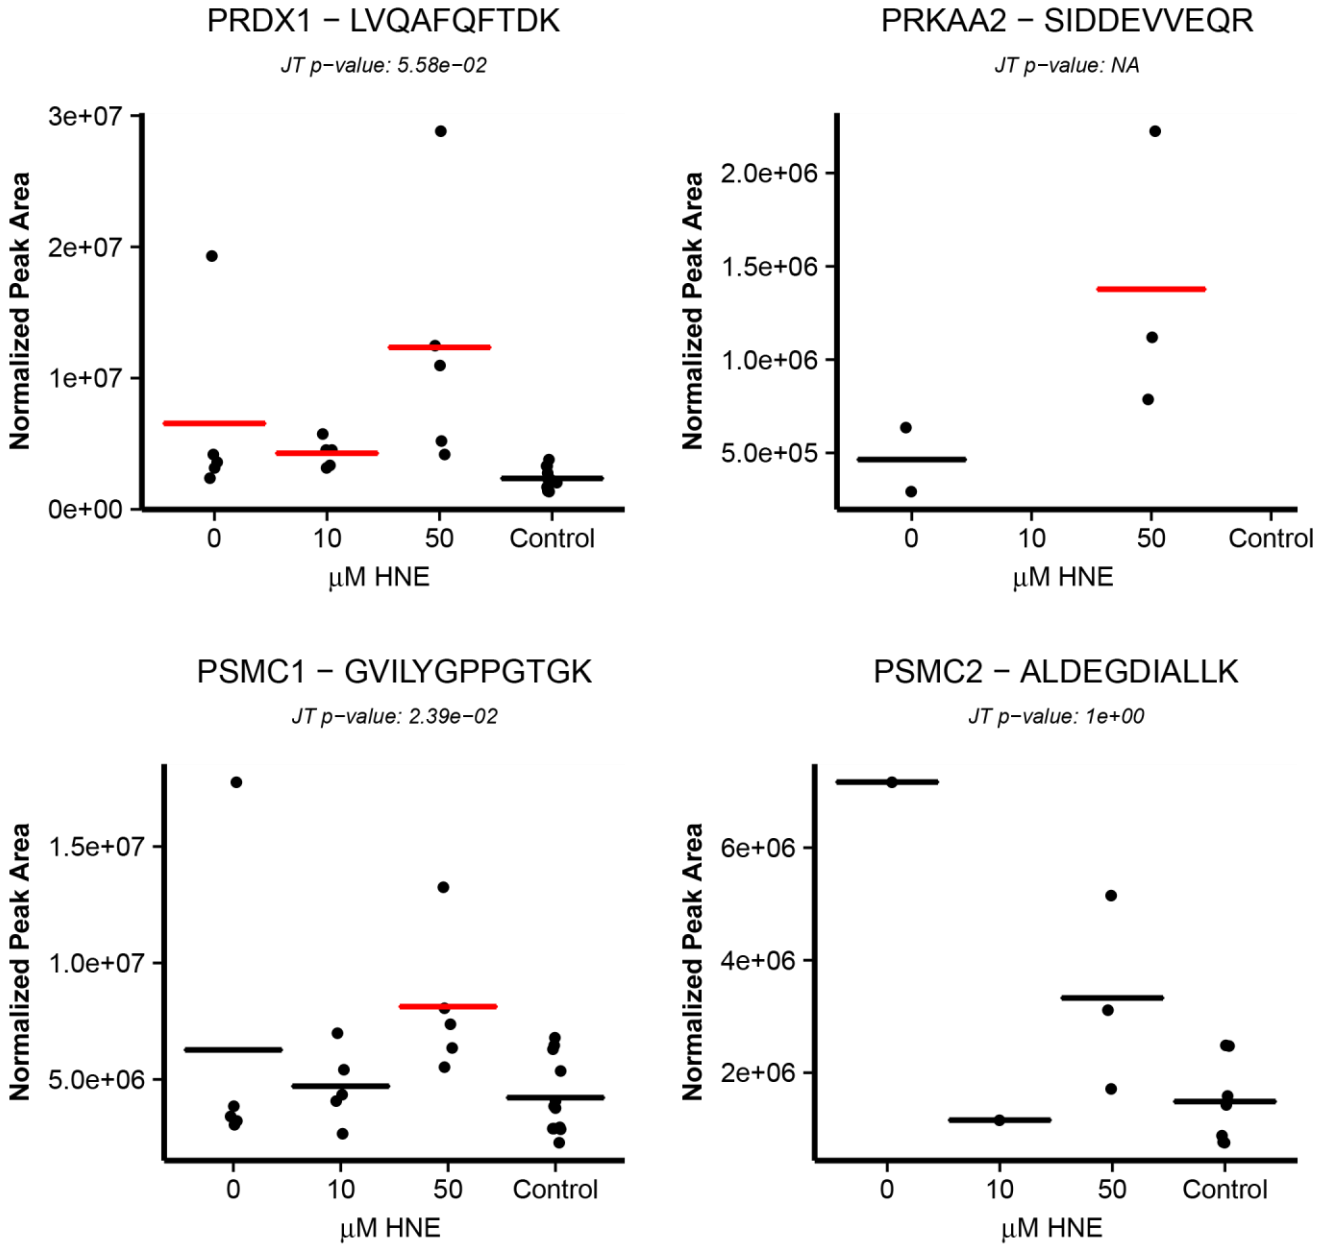 PRDX1 − LVQAFQFTDK
JT p−value: 5.58e−02
Normalized Peak Area
3e+07
2e+07
1e+07
0e+00
0 10 50 Control
μM HNE
PRKAA2 − SIDDEVVEQR
JT p−value: NA
Normalized Peak Area
2.0e+06
1.5e+06
1.0e+06
5.0e+05
0 10 50 Control
μM HNE
PSMC1 − GVILYGPPGTGK
JT p−value: 2.39e−02
Normalized Peak Area
1.5e+07
1.0e+07
5.0e+06
0 10 50 Control
μM HNE
PSMC2 − ALDEGDIALLK
JT p−value: 1e+00
Normalized Peak Area
6e+06
4e+06
2e+06
0 10 50 Control
μM HNE